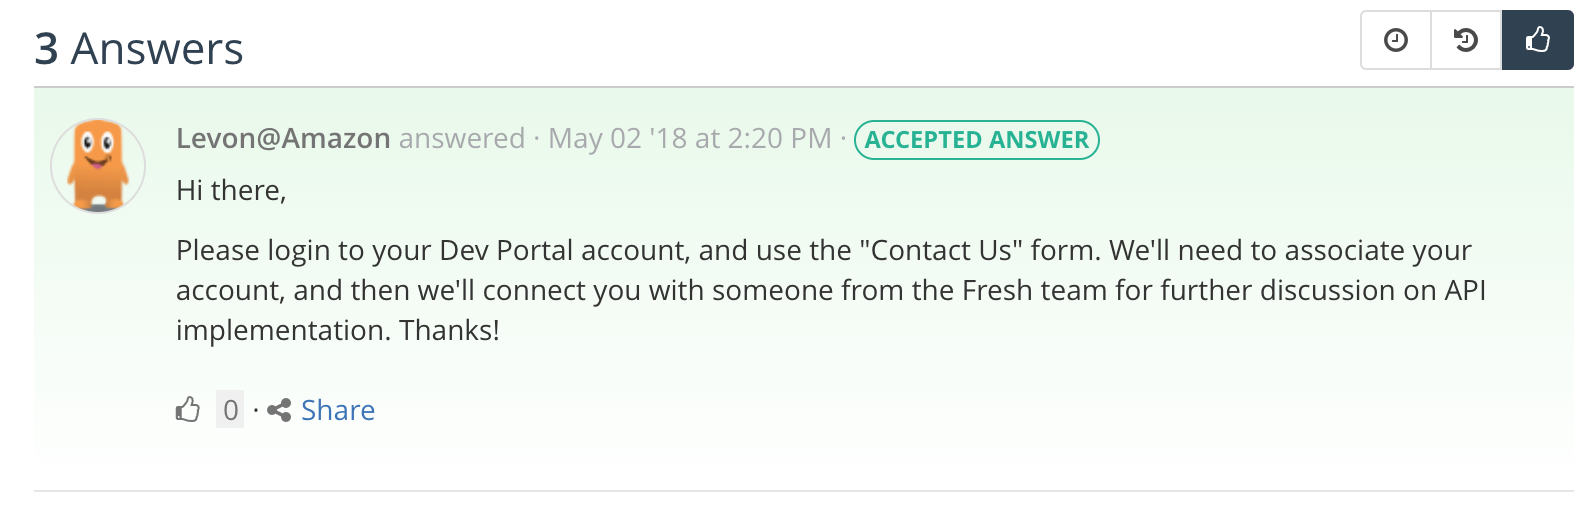 3 Answers
Levon@Amazon answered · May 02 '18 at 2:20 PM · ACCEPTED ANSWER
Hi there,
Please login to your Dev Portal account, and use the "Contact Us" form. We'll need to associate your
account, and then we'll connect you with someone from the Fresh team for further discussion on API
implementation. Thanks!
0 · Share